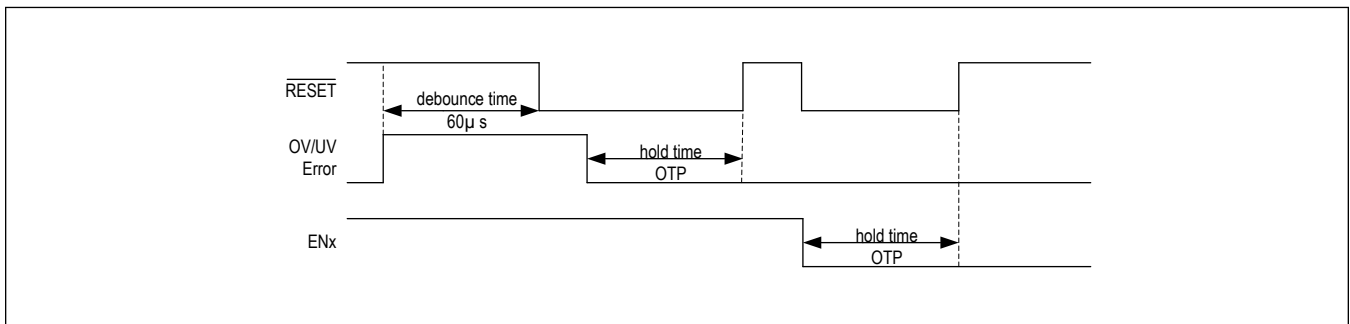 RESET
debounce time
60µ s
OV/UV
Error
hold time
OTP
ENx
hold time
OTP